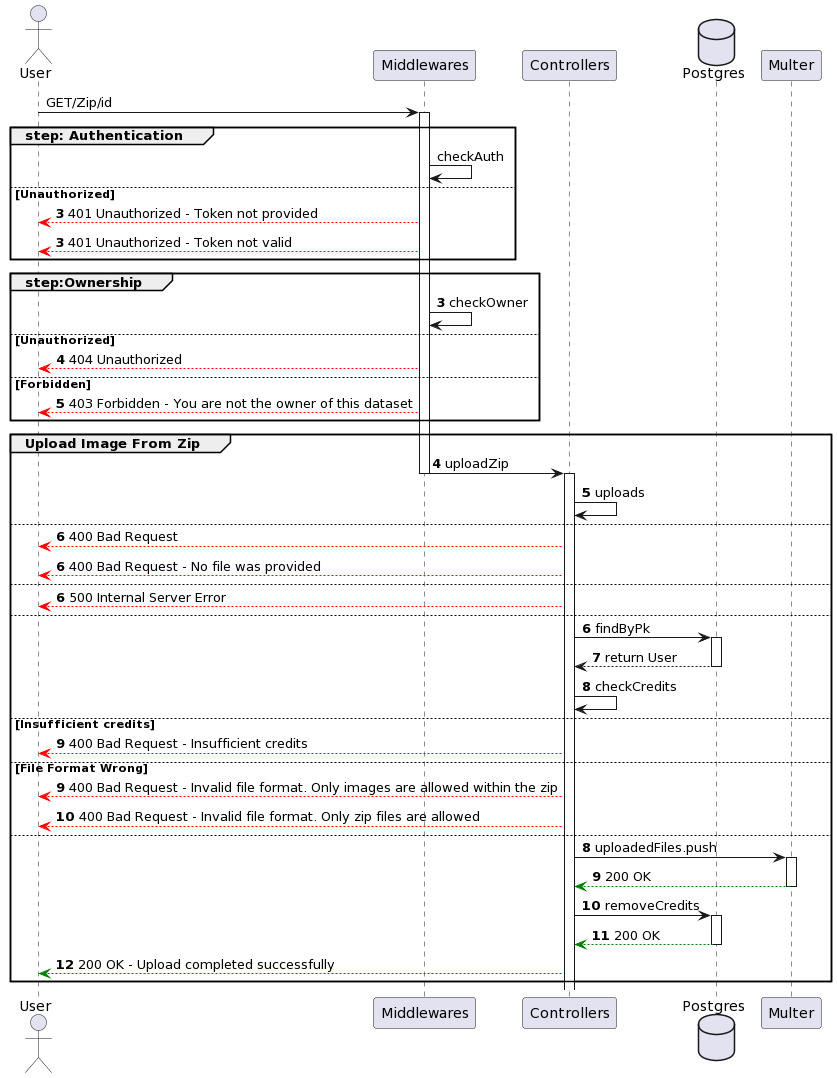 User
Middlewares
Controllers
Postgres
Multer
GET/Zip/id
step: Authentication
checkAuth
[Unauthorized]
3 401 Unauthorized - Token not provided
3 401 Unauthorized - Token not valid
step:Ownership
3 checkOwner
[Unauthorized]
4 404 Unauthorized
[Forbidden]
5 403 Forbidden - You are not the owner of this dataset
Upload Image From Zip
4 uploadZip
5 uploads
6 400 Bad Request
6 400 Bad Request - No file was provided
6 500 Internal Server Error
6 findByPk
7 return User
8 checkCredits
[Insufficient credits]
9 400 Bad Request - Insufficient credits
[File Format Wrong]
9 400 Bad Request - Invalid file format. Only images are allowed within the zip
10 400 Bad Request - Invalid file format. Only zip files are allowed
8 uploadedFiles.push
9 200 OK
10 removeCredits
11 200 OK
12 200 OK - Upload completed successfully
User
Middlewares
Controllers
Postgres
Multer